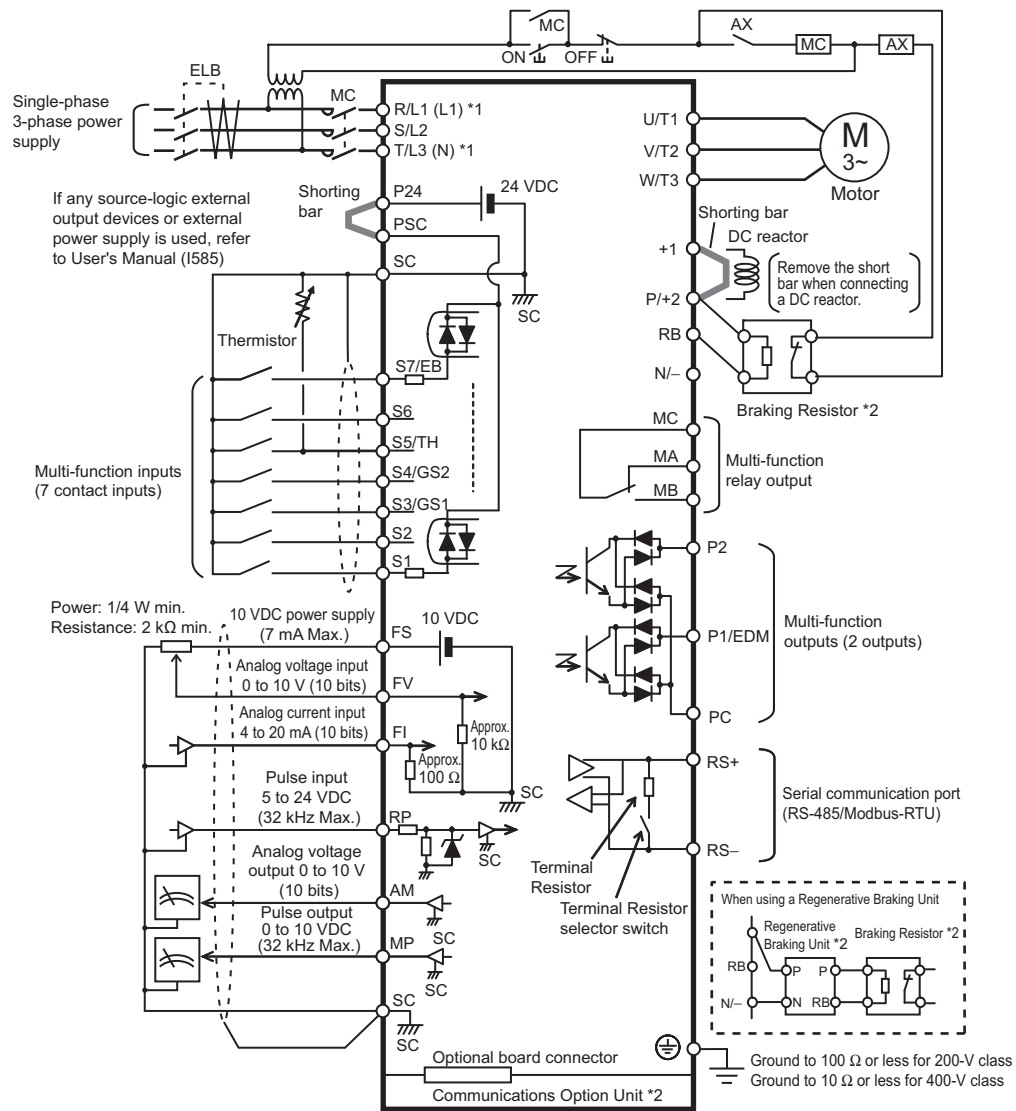 MC
ON
OFF
AX
MC
AX
ELB
MC
Single-phase
3-phase power
supply
R/L1 (L1) *1
S/L2
T/L3 (N) *1
U/T1
V/T2
W/T3
M
3~
Motor
If any source-logic external
output devices or external
power supply is used, refer
to User's Manual (I585)
Shorting
bar
P24
24 VDC
PSC
SC
SC
Shorting bar
DC reactor
+1
P/+2
Remove the short
bar when connecting
a DC reactor.
RB
N/–
Braking Resistor *2
Thermistor
S7/EB
S6
S5/TH
S4/GS2
S3/GS1
S2
S1
Multi-function inputs
(7 contact inputs)
MC
MA
MB
Multi-function
relay output
P2
P1/EDM
PC
Multi-function
outputs (2 outputs)
Power: 1/4 W min.
Resistance: 2 kΩ min.
10 VDC power supply
(7 mA Max.)
FS
10 VDC
Analog voltage input
0 to 10 V (10 bits)
FV
Approx.
10 kΩ
Analog current input
4 to 20 mA (10 bits)
FI
Approx.
100 Ω
SC
Pulse input
5 to 24 VDC
(32 kHz Max.)
RP
SC
Analog voltage
output 0 to 10 V
(10 bits)
AM
SC
Pulse output
0 to 10 VDC
(32 kHz Max.)
MP
SC
SC
SC
RS+
RS–
Serial communication port
(RS-485/Modbus-RTU)
Terminal
Resistor
Terminal Resistor
selector switch
When using a Regenerative Braking Unit
Regenerative
Braking Unit *2
Braking Resistor *2
RB
P
P
N/–
N
RB
Optional board connector
Communications Option Unit *2
Ground to 100 Ω or less for 200-V class
Ground to 10 Ω or less for 400-V class